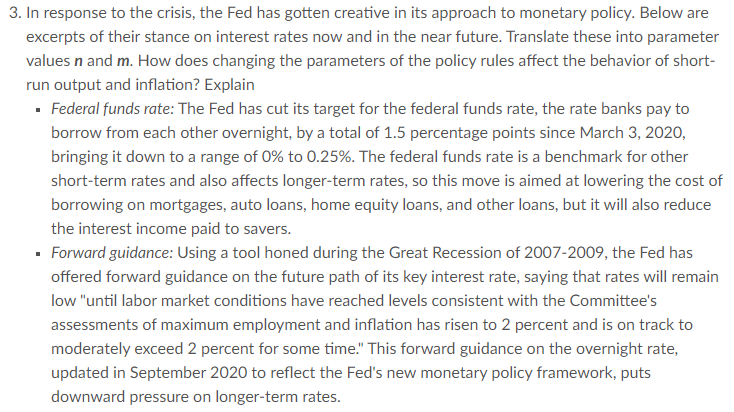 3. In response to the crisis, the Fed has gotten creative in its approach to monetary policy. Below are
excerpts of their stance on interest rates now and in the near future. Translate these into parameter
values n and m. How does changing the parameters of the policy rules affect the behavior of short-
run output and inflation? Explain
▪ Federal funds rate: The Fed has cut its target for the federal funds rate, the rate banks pay to
borrow from each other overnight, by a total of 1.5 percentage points since March 3, 2020,
bringing it down to a range of 0% to 0.25%. The federal funds rate is a benchmark for other
short-term rates and also affects longer-term rates, so this move is aimed at lowering the cost of
borrowing on mortgages, auto loans, home equity loans, and other loans, but it will also reduce
the interest income paid to savers.
▪ Forward guidance: Using a tool honed during the Great Recession of 2007-2009, the Fed has
offered forward guidance on the future path of its key interest rate, saying that rates will remain
low "until labor market conditions have reached levels consistent with the Committee's
assessments of maximum employment and inflation has risen to 2 percent and is on track to
moderately exceed 2 percent for some time." This forward guidance on the overnight rate,
updated in September 2020 to reflect the Fed's new monetary policy framework, puts
downward pressure on longer-term rates.